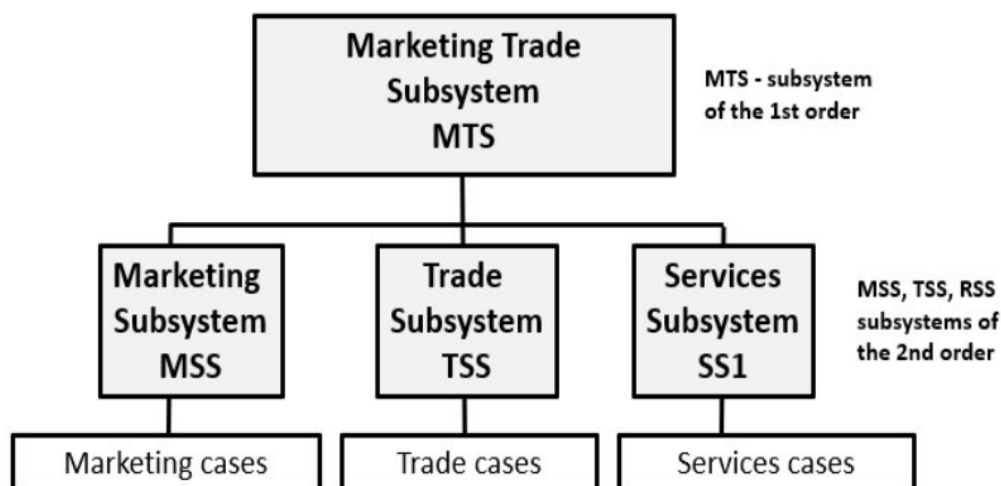 Marketing Trade
Subsystem
MTS
MTS - subsystem
of the 1st order
Marketing
Subsystem
MSS
Trade
Subsystem
TSS
Services
Subsystem
SS1
MSS, TSS, RSS
subsystems of
the 2nd order
Marketing cases
Trade cases
Services cases